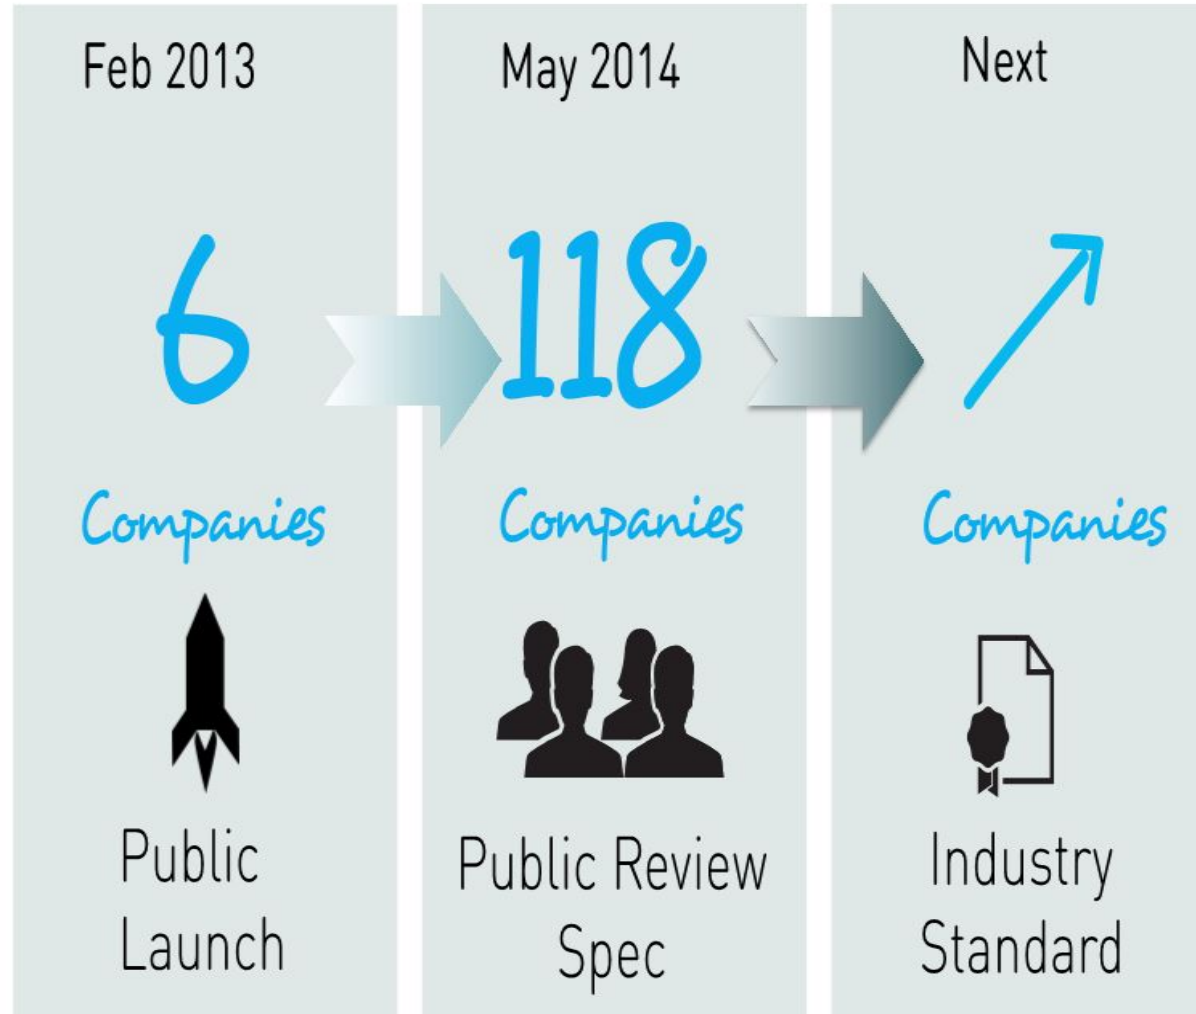 Feb 2013
6
Companies
Public
Launch
May 2014
118
Companies
Public Review
Spec
Next
Companies
Industry
Standard